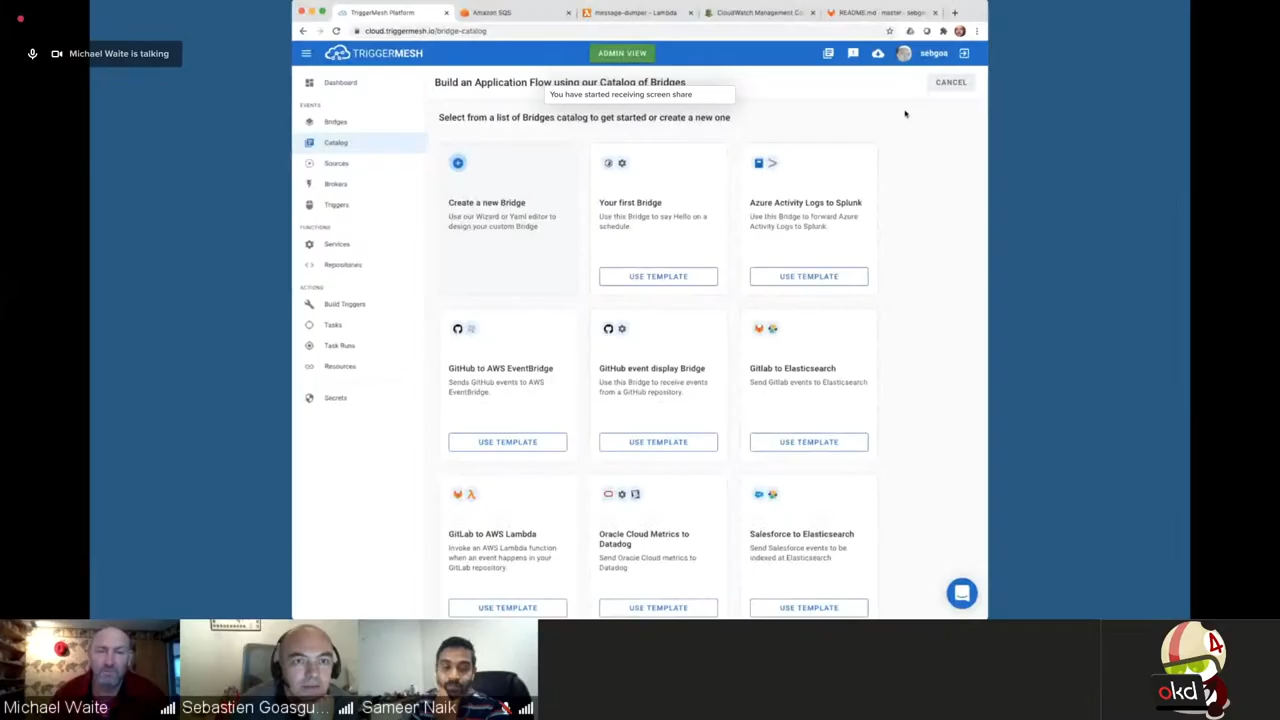 Michael Waite is talking
TriggerMesh Platform
Amazon SQS
message-dumper - Lambda
CloudWatch Management Co
README.md · master · sebgo
cloud.triggermesh.io/bridge-catalog
TRIGGERMESH
ADMIN VIEW
sebgoa
Dashboard
EVENTS
Bridges
Catalog
Sources
Brokers
Triggers
FUNCTIONS
Services
Repositories
ACTIONS
Build Triggers
Tasks
Task Runs
Resources
Secrets
Build an Application Flow using our Catalog of Bridges
CANCEL
You have started receiving screen share
Select from a list of Bridges catalog to get started or create a new one
Create a new Bridge
Use our Wizard or Yaml editor to
design your custom Bridge
Your first Bridge
Use this Bridge to say Hello on a
schedule
USE TEMPLATE
Azure Activity Logs to Splunk
Use this Bridge to forward Azure
Activity Logs to Splunk
USE TEMPLATE
GitHub to AWS EventBridge
Sends GitHub events to AWS
EventBridge.
USE TEMPLATE
GitHub event display Bridge
Use this Bridge to receive events
from a GitHub repository.
USE TEMPLATE
Gitlab to Elasticsearch
Send Gitlab events to Elasticsearch
USE TEMPLATE
GitLab to AWS Lambda
Invoke an AWS Lambda function
when an event happens in your
GitLab repository.
USE TEMPLATE
Oracle Cloud Metrics to
Datadog
Send Oracle Cloud metrics to
Datadog
USE TEMPLATE
Salesforce to Elasticsearch
Send Salesforce events to be
indexed at Elasticsearch
USE TEMPLATE
Michael Waite
Sebastien Goasgu...
Sameer Naik
4
okd